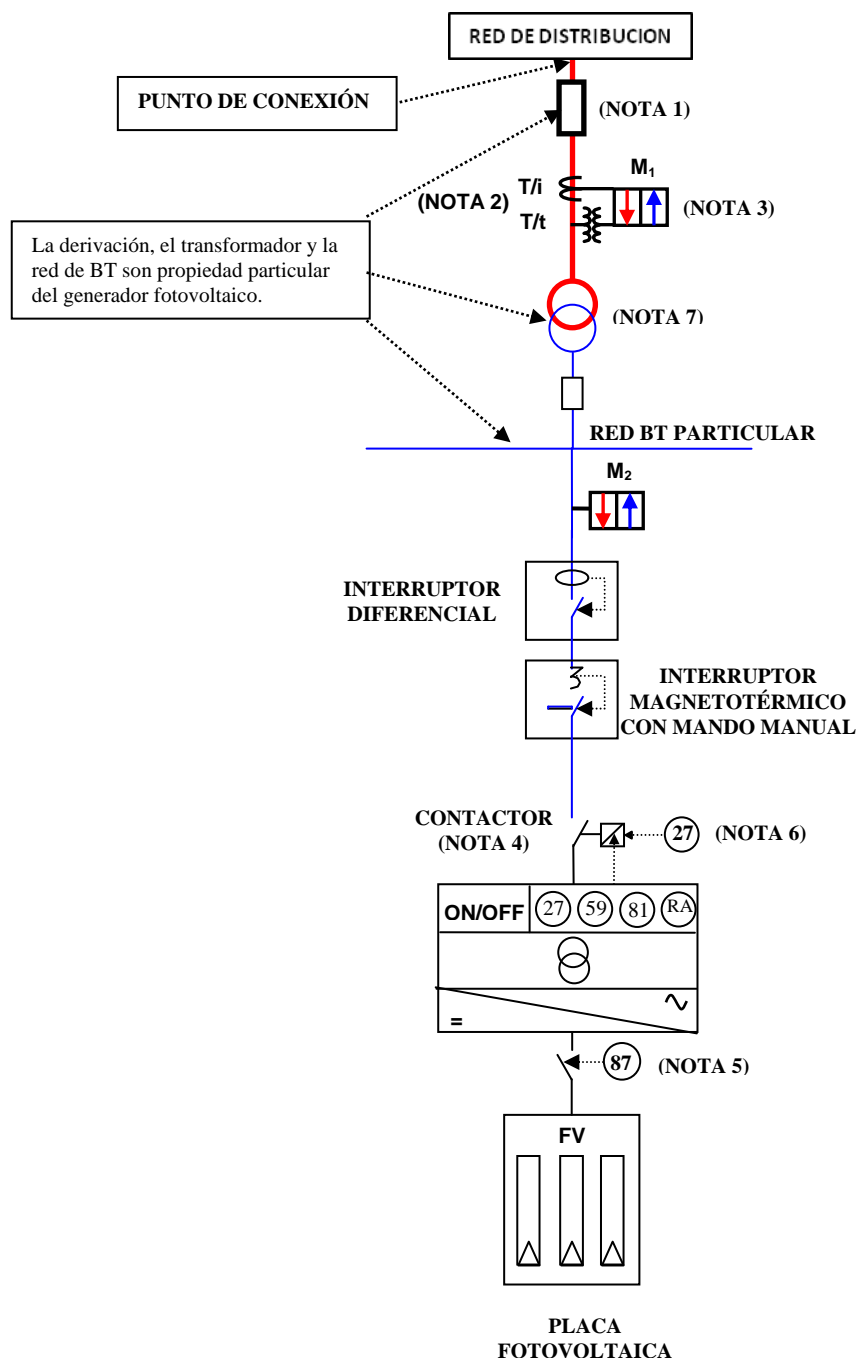 RED DE DISTRIBUCION
PUNTO DE CONEXIÓN
(NOTA 1)
M₁
T/i
(NOTA 2)
(NOTA 3)
T/t
La derivación, el transformador y la
red de BT son propiedad particular
del generador fotovoltaico.
(NOTA 7)
RED BT PARTICULAR
M₂
INTERRUPTOR
DIFERENCIAL
INTERRUPTOR
MAGNETOTÉRMICO
CON MANDO MANUAL
CONTACTOR
(NOTA 4)
27
(NOTA 6)
ON/OFF
27
59
81
RA
=
~
87
(NOTA 5)
FV
PLACA
FOTOVOLTAICA